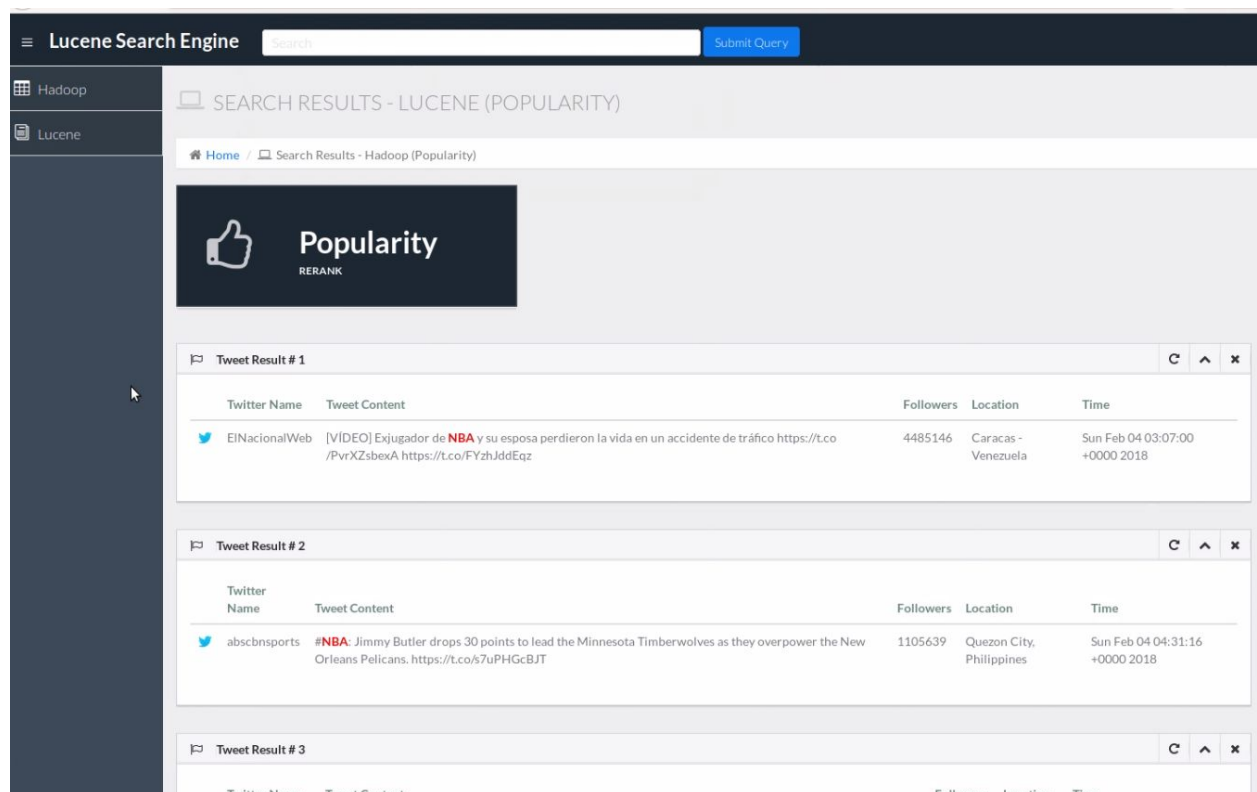 Lucene Search Engine
Search
Submit Query
Hadoop
Lucene
SEARCH RESULTS - LUCENE (POPULARITY)
Home / Search Results - Hadoop (Popularity)
Popularity
RERANK
Tweet Result # 1
Twitter Name Tweet Content Followers Location Time
ElNacionalWeb [VÍDEO] Exjugador de NBA y su esposa perdieron la vida en un accidente de tráfico https://t.co 4485146 Caracas - Sun Feb 04 03:07:00
/PvrXZsbexA https://t.co/FYzhJddEqz Venezuela +0000 2018
Tweet Result # 2
Twitter
Name Tweet Content Followers Location Time
abscbnsports #NBA: Jimmy Butler drops 30 points to lead the Minnesota Timberwolves as they overpower the New 1105639 Quezon City, Sun Feb 04 04:31:16
Orleans Pelicans. https://t.co/s7uPHGcBJT Philippines +0000 2018
Tweet Result # 3